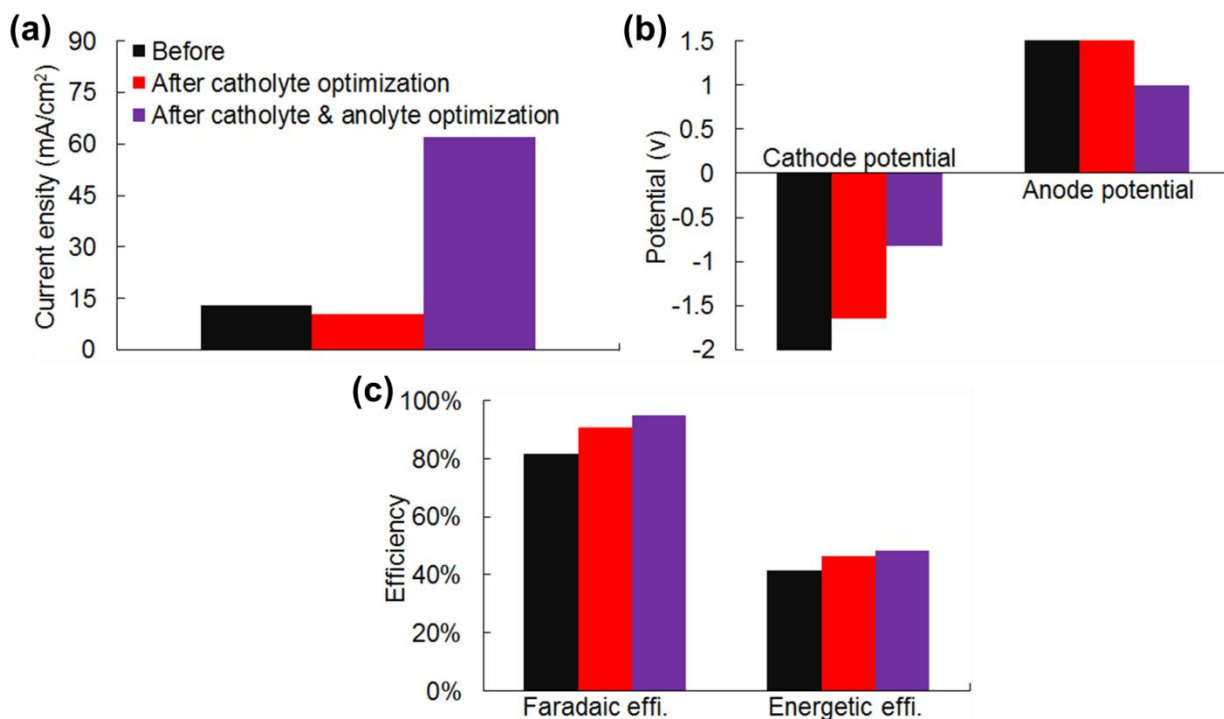 (a)
Current ensity (mA/cm²)
90
75
60
45
30
15
0
Before
After catholyte optimization
After catholyte & anolyte optimization
(b)
Potential (v)
1.5
1
0.5
0
-0.5
-1
-1.5
-2
Cathode potential
Anode potential
(c)
Efficiency
100%
80%
60%
40%
20%
0%
Faradaic effi.
Energetic effi.